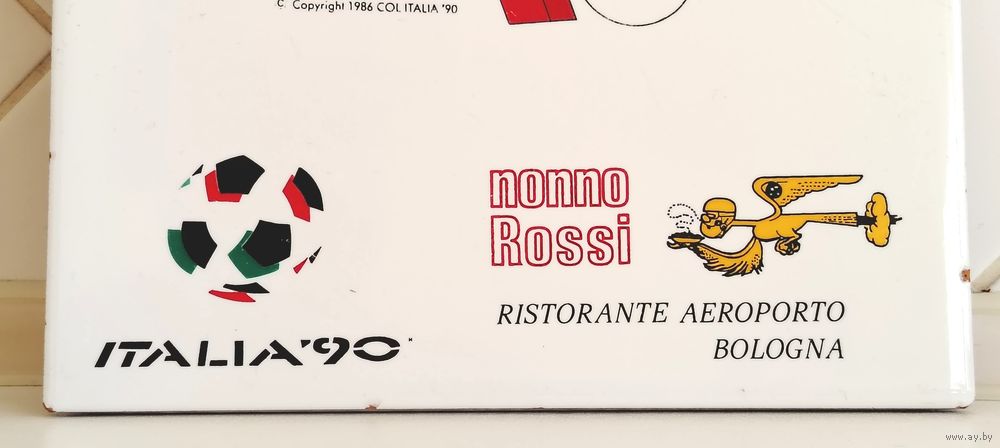 © Copyright 1986 COL ITALIA '90
nonno
Rossi
RISTORANTE AEROPORTO
BOLOGNA
ITALIA'90
www.ay.by